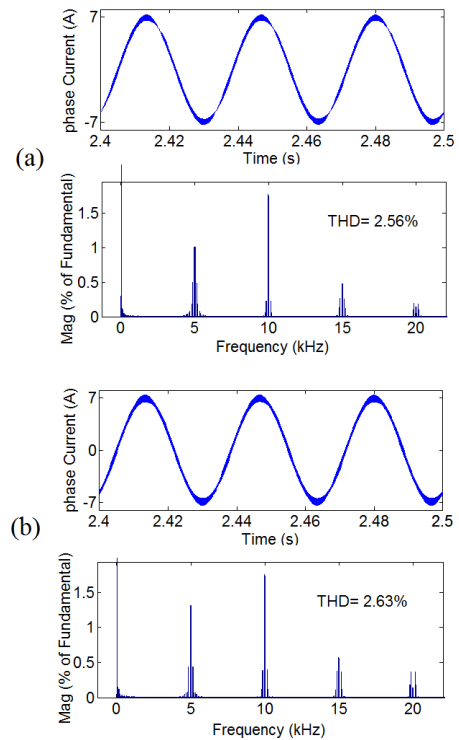 phase Current (A)
7
-7
2.4 2.42 2.44 2.46 2.48 2.5
Time (s)
(a)
Mag (% of Fundamental)
1.5
1
0.5
0
THD= 2.56%
0 5 10 15 20
Frequency (kHz)
phase Current (A)
7
0
-7
2.4 2.42 2.44 2.46 2.48 2.5
Time (s)
(b)
Mag (% of Fundamental)
1.5
1
0.5
0
THD= 2.63%
0 5 10 15 20
Frequency (kHz)